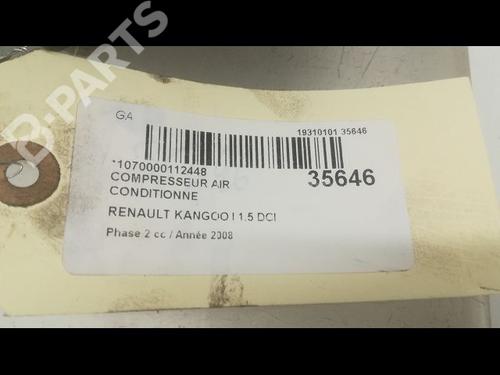 B-PARTS
GA
19310101 35646
*1070000112448
35646
COMPRESSEUR AIR
CONDITIONNE
RENAULT KANGOO I 1.5 DCI
Phase 2 cc / Année 2008